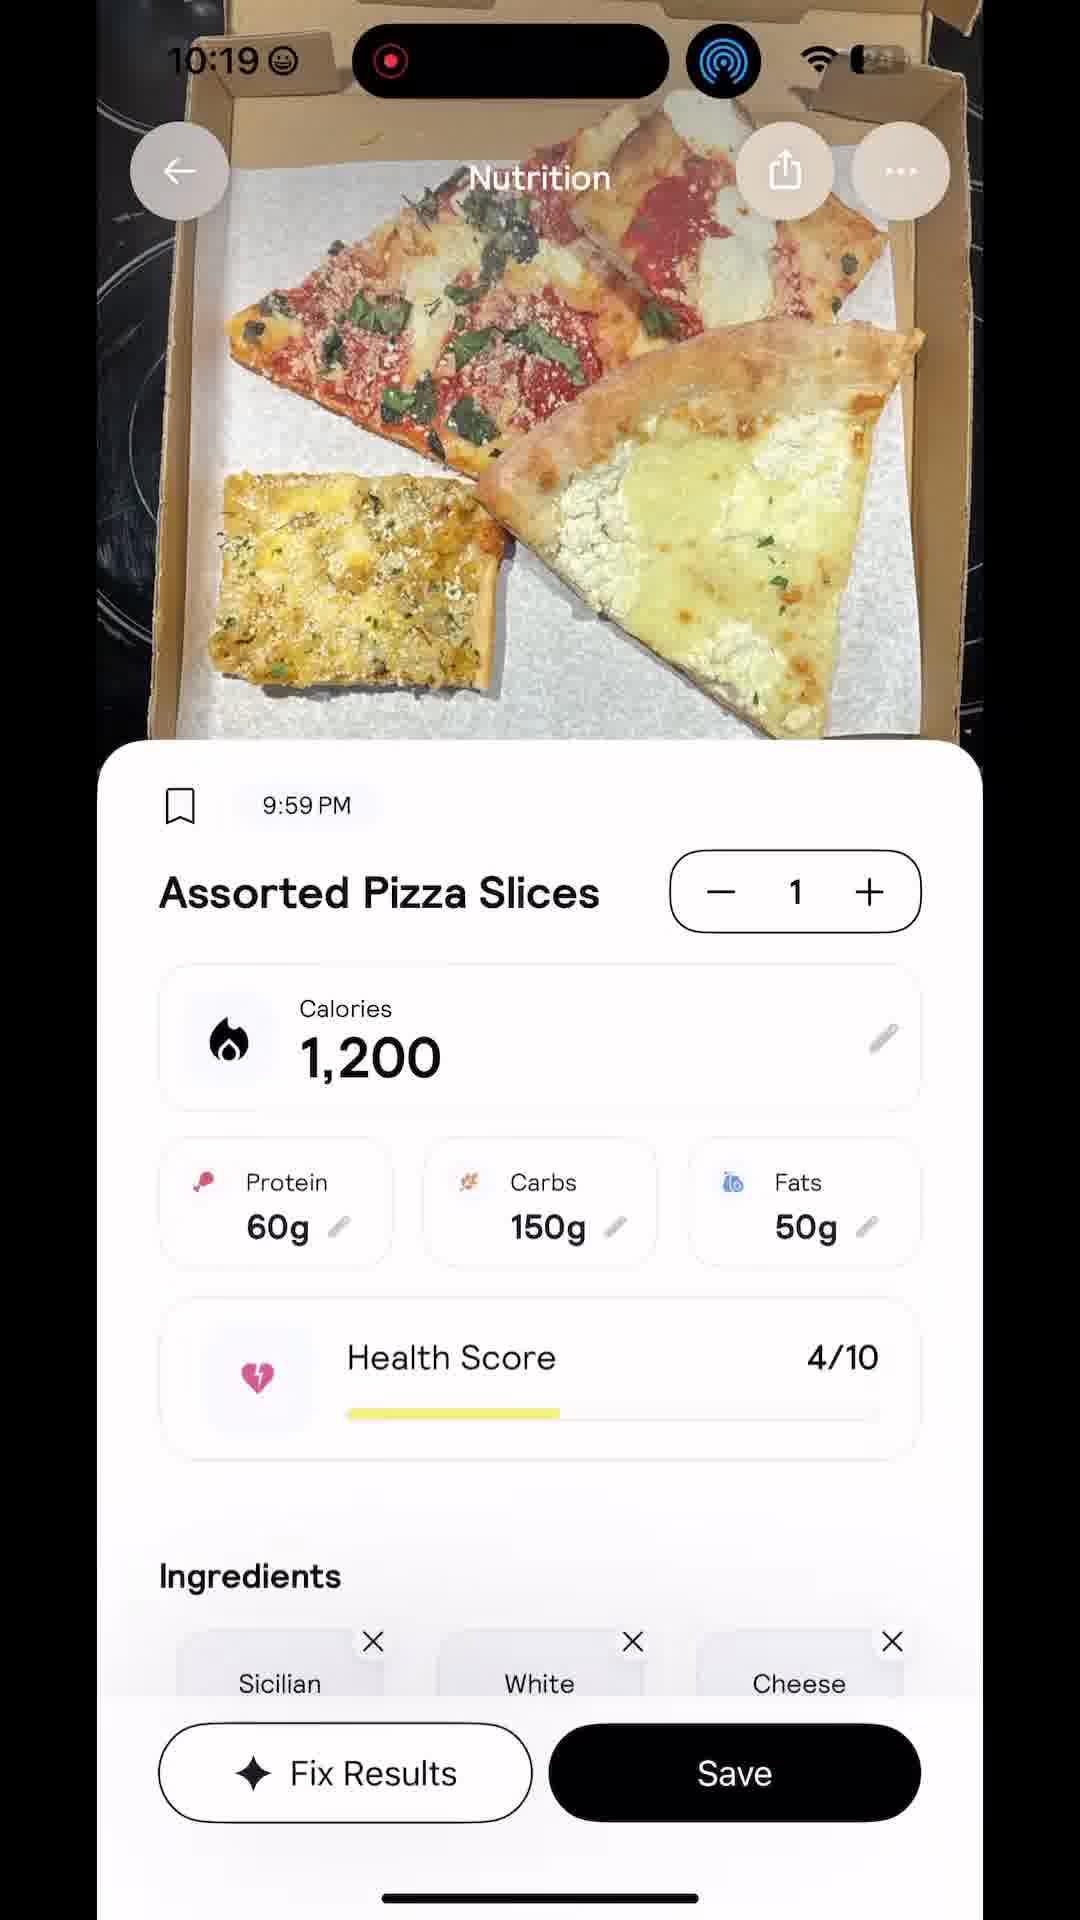 10:19
Nutrition
9:59 PM
Assorted Pizza Slices
1
Calories
1,200
Protein
60g
Carbs
150g
Fats
50g
Health Score
4/10
Ingredients
Sicilian
White
Cheese
Fix Results
Save